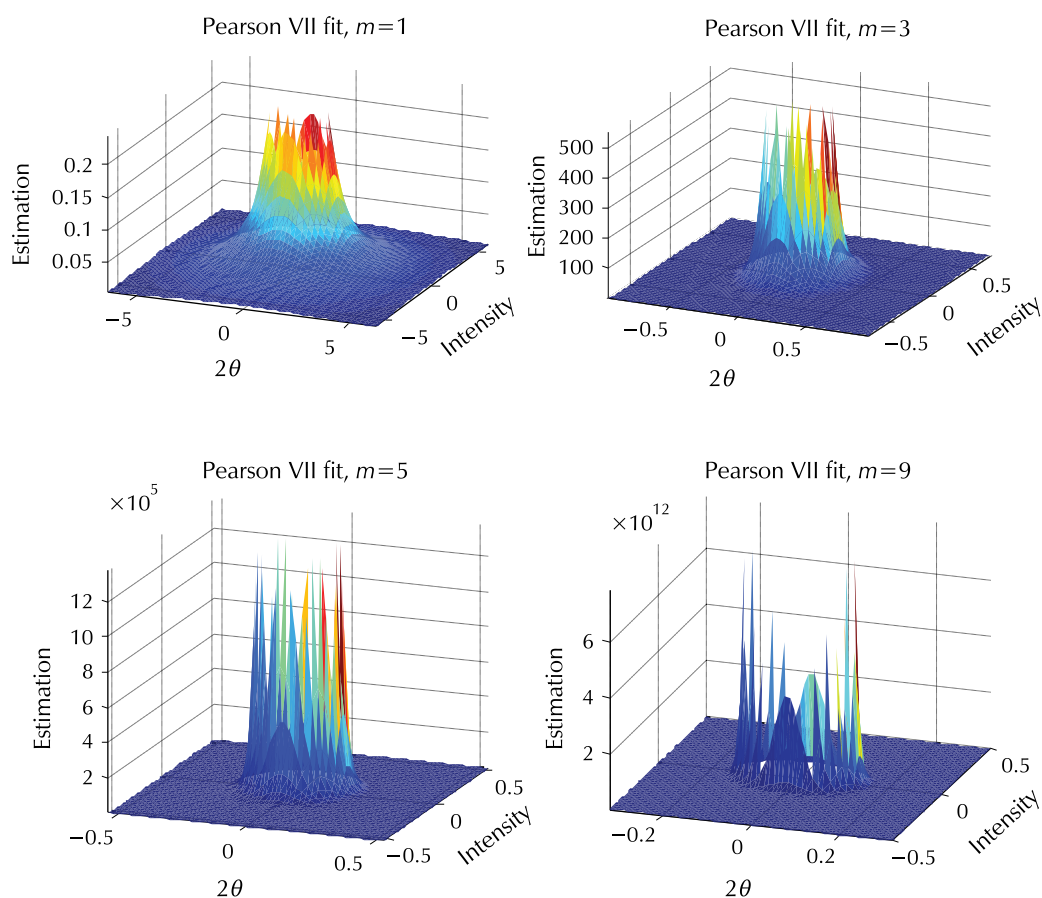 Pearson VII fit, m=1
Estimation
0.2
0.15
0.1
0.05
−5
0
5
2θ
−5
0
5
Intensity
Pearson VII fit, m=3
Estimation
500
400
300
200
100
−0.5
0
0.5
2θ
−0.5
0
0.5
Intensity
Pearson VII fit, m=5
×10⁵
Estimation
12
10
8
6
4
2
−0.5
0
0.5
2θ
−0.5
0
0.5
Intensity
Pearson VII fit, m=9
×10¹²
Estimation
6
4
2
−0.2
0
0.2
2θ
−0.5
0
0.5
Intensity